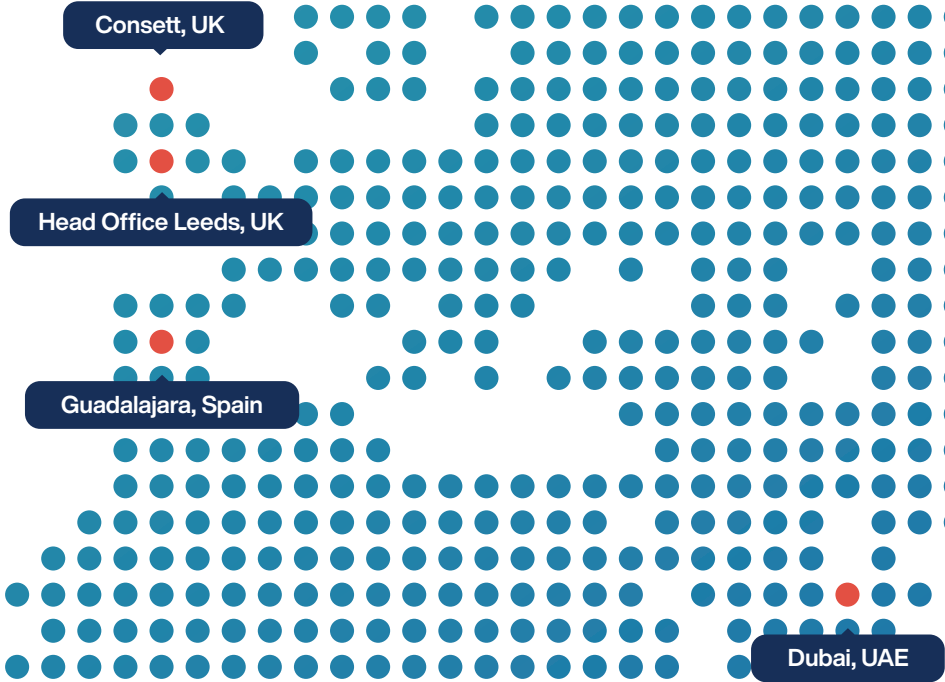 Consett, UK
Head Office Leeds, UK
Guadalajara, Spain
Dubai, UAE